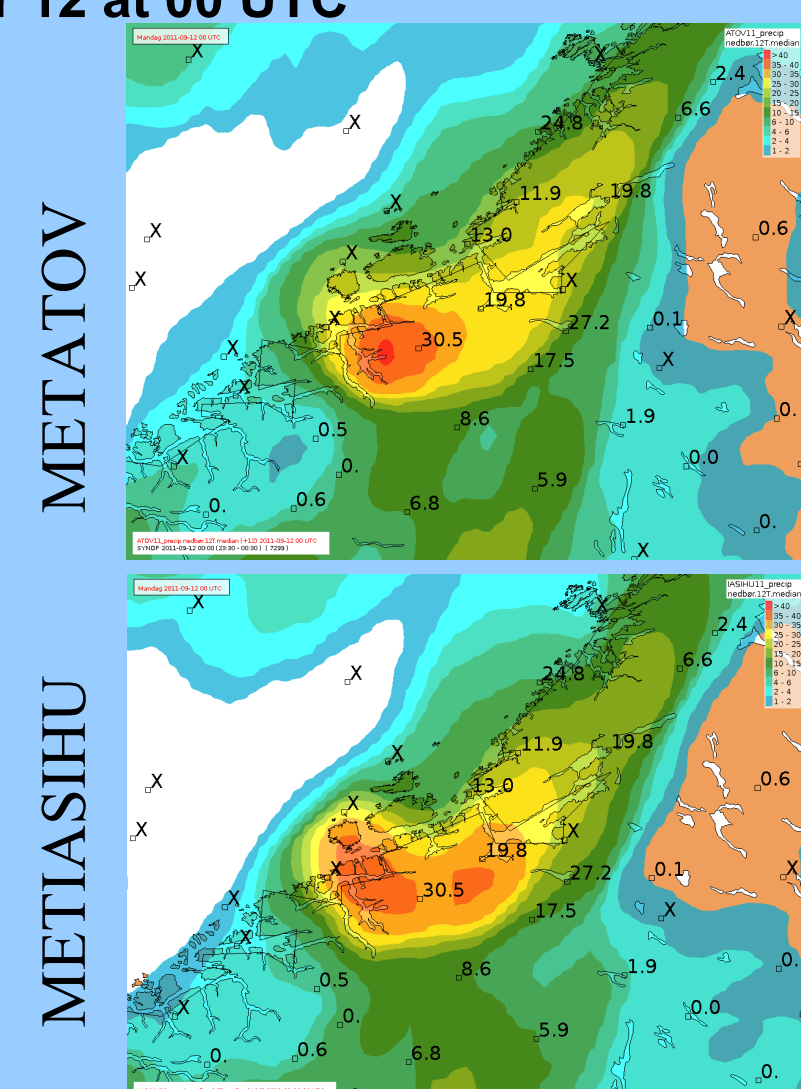 r 12 at 00 UTC
METATOV
Mandag 2011-09-12 00 UTC
ATOV11_precip
nedbør.12T.median
>40
35 - 40
30 - 35
25 - 30
20 - 25
15 - 20
10 - 15
6 - 10
4 - 6
2 - 4
1 - 2
X
X
2.4
6.6
24.8
X
11.9
19.8
X
13.0
0.6
X
X
X
X
19.8
X
27.2
0.1
X
30.5
17.5
X
X
X
8.6
1.9
0.
0.5
X
0.
0.0
5.9
0.6
6.8
0.
0.
X
ATOV11_precip nedbør.12T.median (+12) 2011-09-12 00 UTC
SYNOP 2011-09-12 00:00 (23:30 - 00:30 ) ( 7299 )
METIASIHU
Mandag 2011-09-12 00 UTC
IASIHU11_precip
nedbør.12T.median
>40
35 - 40
30 - 35
25 - 30
20 - 25
15 - 20
10 - 15
6 - 10
4 - 6
2 - 4
1 - 2
X
X
2.4
6.6
24.8
X
11.9
19.8
X
13.0
0.6
X
X
X
X
19.8
X
27.2
0.1
X
30.5
17.5
X
X
X
8.6
1.9
0.
0.5
X
0.
0.0
5.9
0.6
6.8
0.
0.